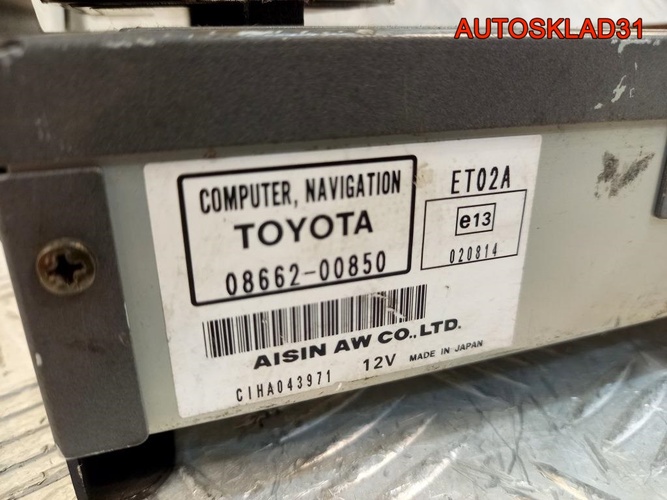 AUTOSKLAD31
COMPUTER, NAVIGATION
TOYOTA
08662-00850
ET02A
e13
020814
AISIN AW CO., LTD.
CIHA043971 12V MADE IN JAPAN